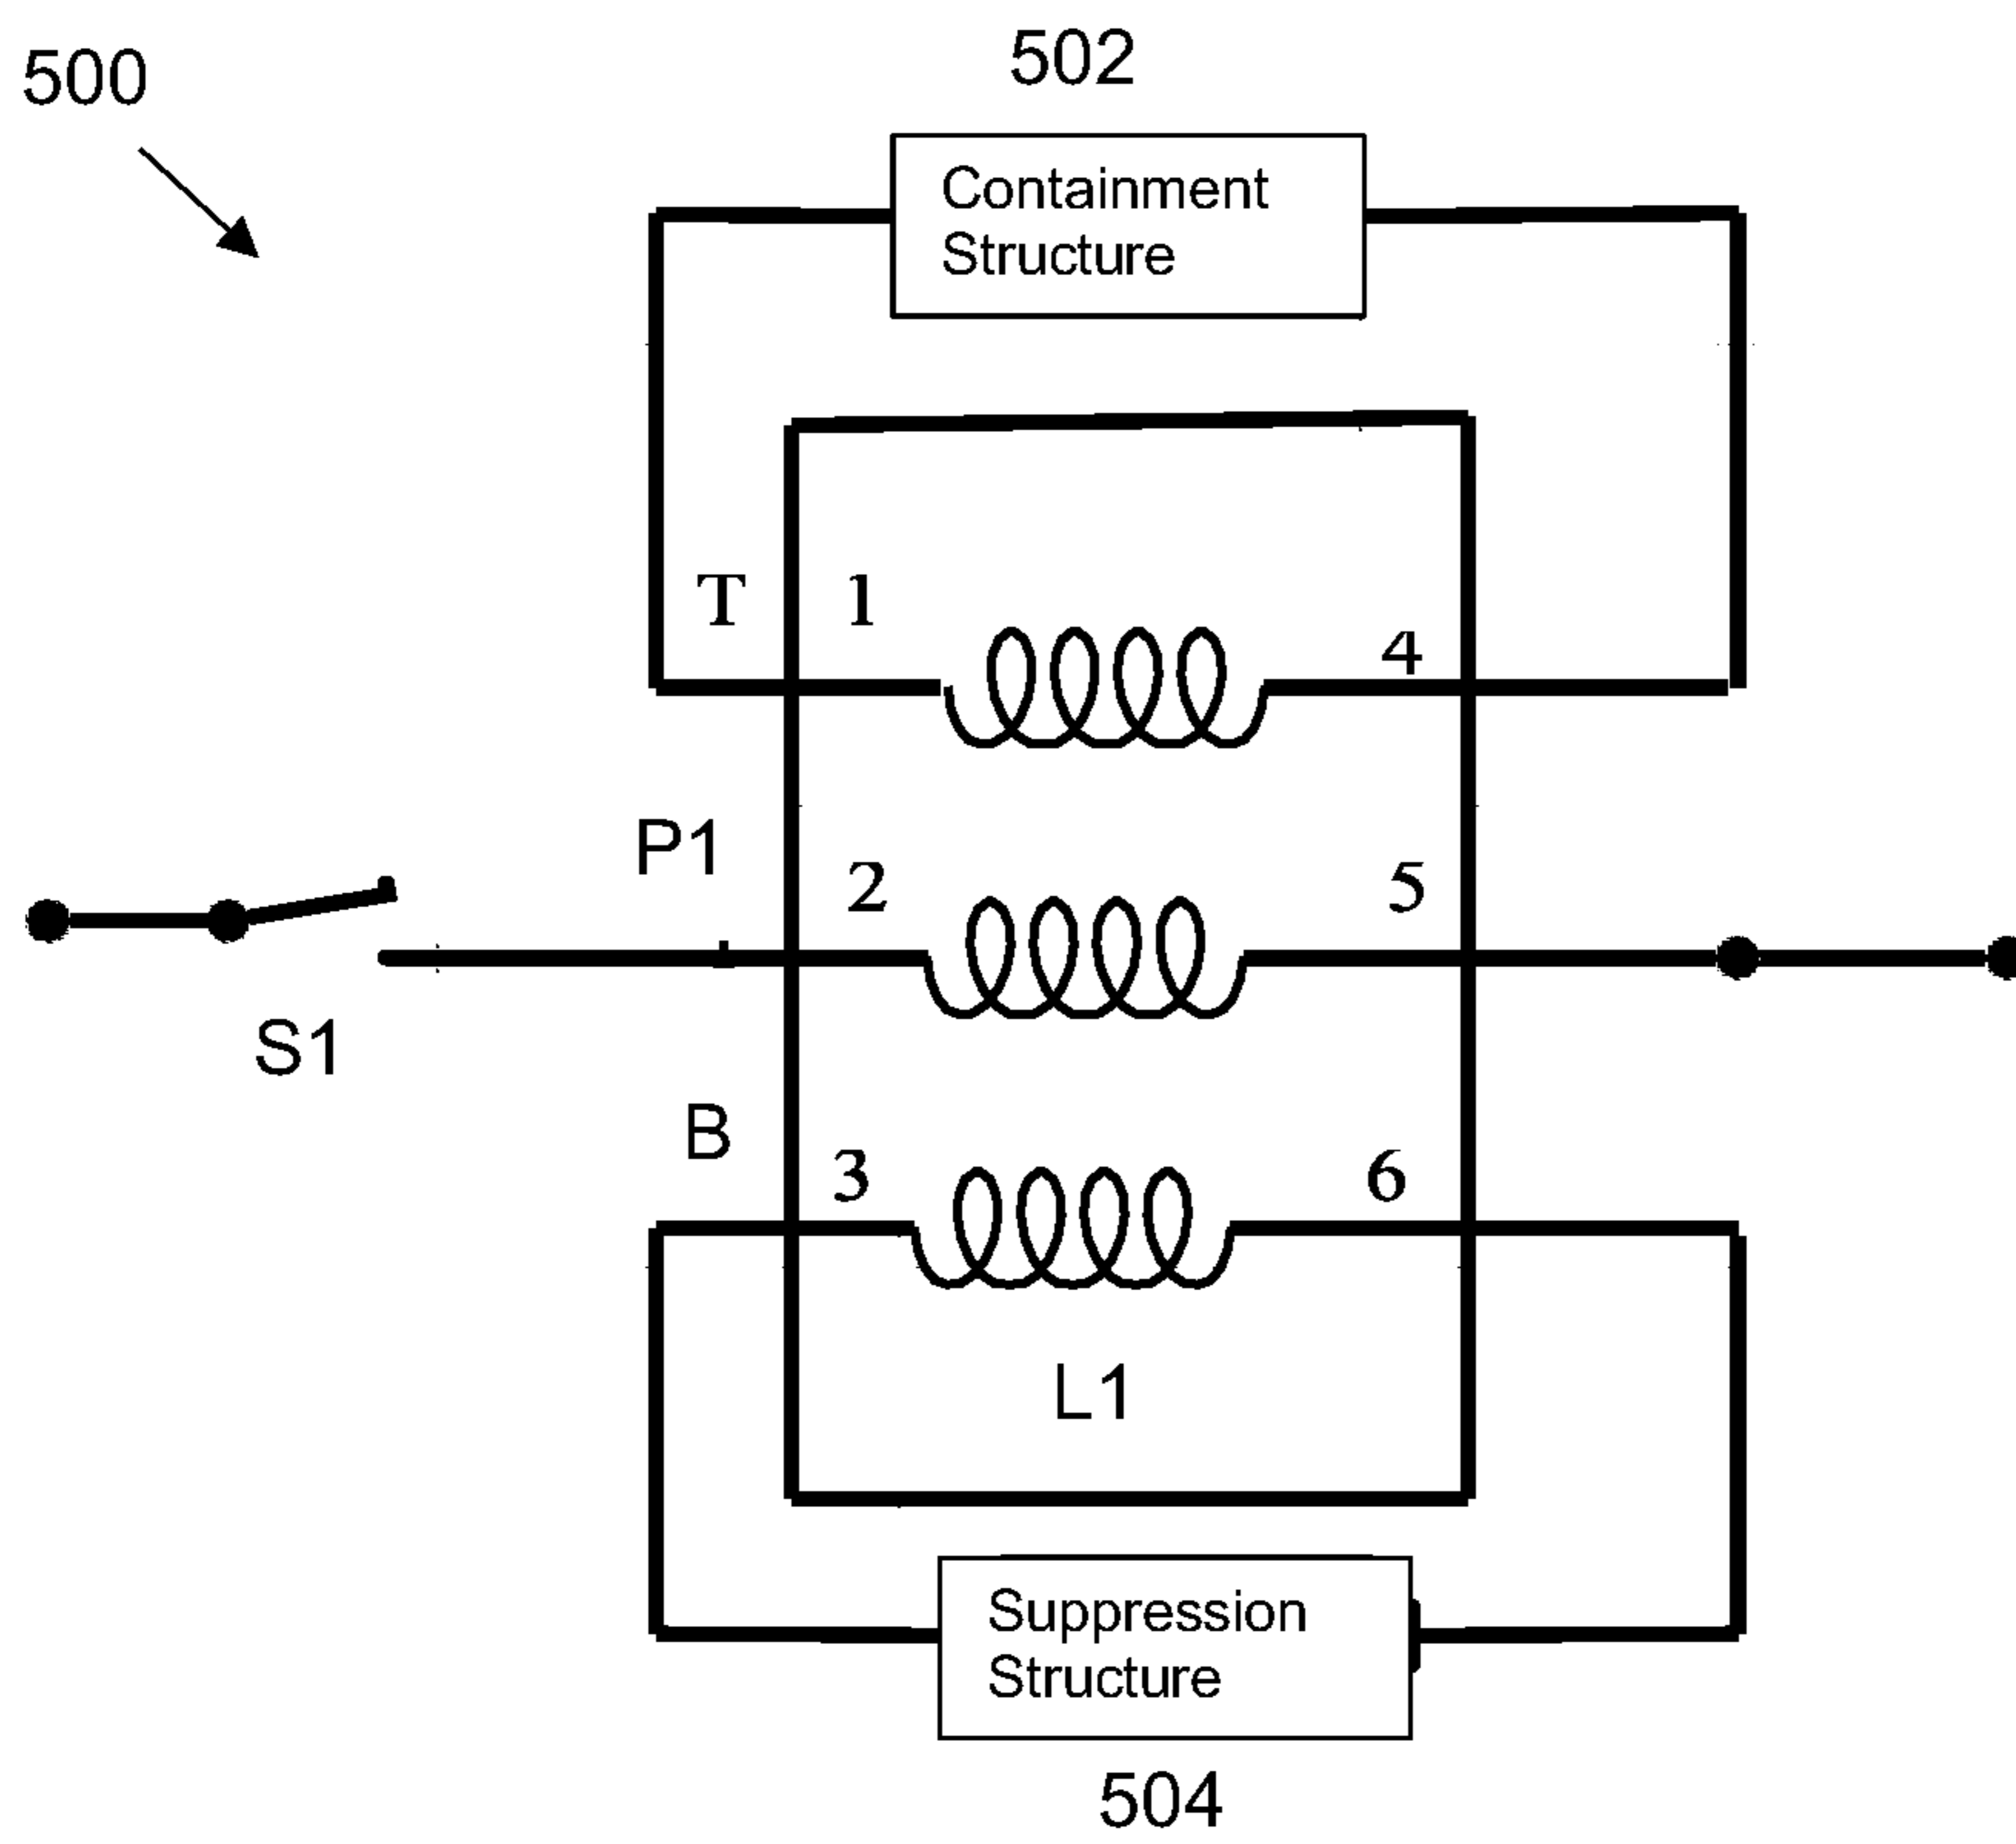 502
500
Containment
Structure
T
1
4
P1
2
5
S1
B
3
6
L1
Suppression
Structure
504